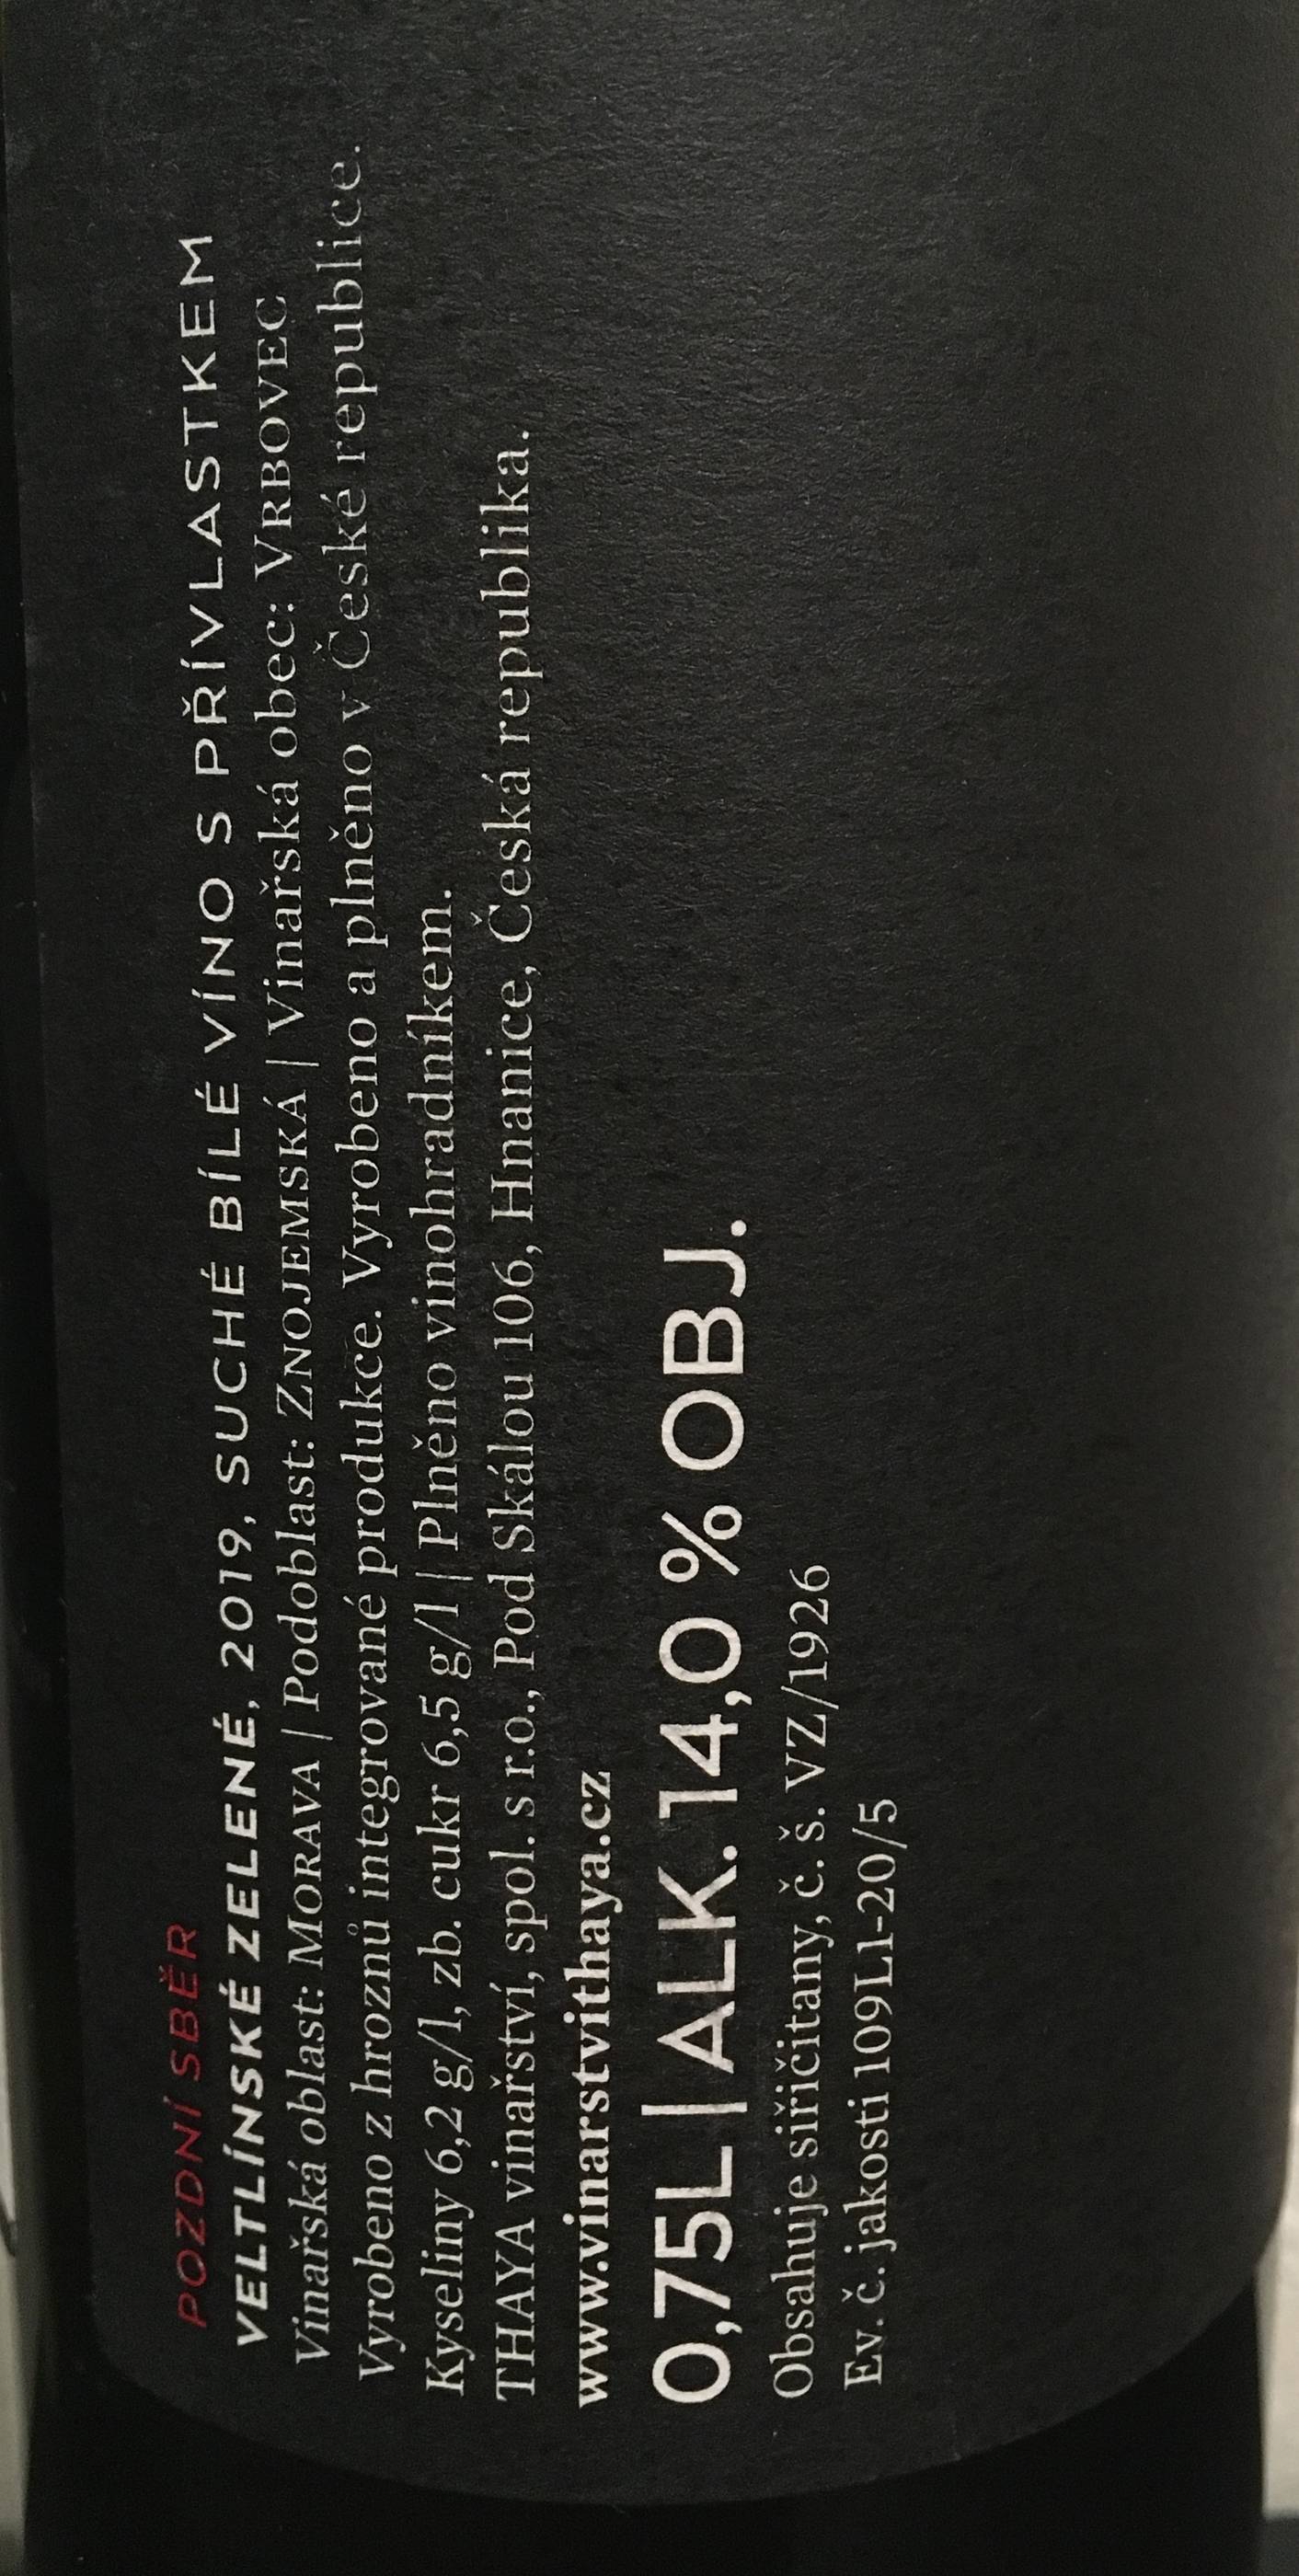 POZDNÍ SBĚR
VELTLÍNSKÉ ZELENÉ, 2019, SUCHÉ BÍLÉ VÍNO S PŘÍVLASTKEM
Vinařská oblast: MORAVA | Podoblast: ZNOJEMSKÁ | Vinařská obec: VRBOVEC
Vyrobeno z hroznů integrované produkce. Vyrobeno a plněno v České republice.
Kyseliny 6,2 g/l, zb. cukr 6,5 g/l | Plněno vinohradníkem.
THAYA vinařství, spol. s r.o., Pod Skálou 106, Hnanice, Česká republika.
www.vinarstvithaya.cz
0,75L | ALK. 14,0 % OBJ.
Obsahuje siřičitany, č. š. VZ/1926
Ev. č. jakosti 109L1-20/5